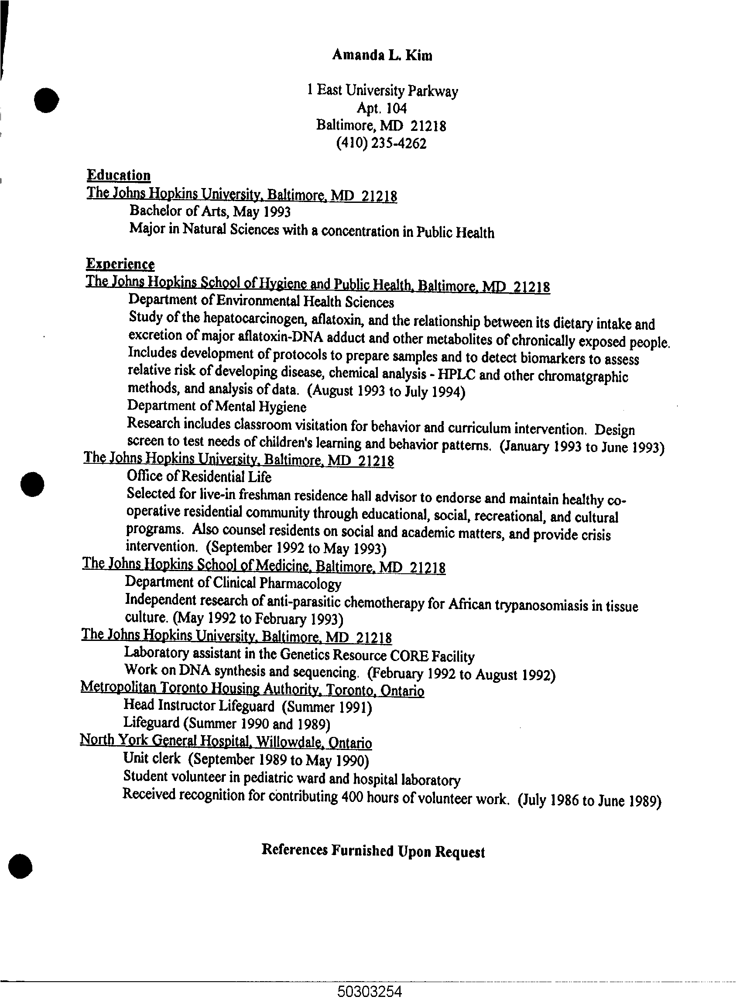 Amanda L. Kim
1 East University Parkway
Apt. 104
Baltimore, MD 21218
(410) 235-4262
Education
The Johns Hopkins University, Baltimore, MD 21218
Bachelor of Arts, May 1993
Major in Natural Sciences with a concentration in Public Health
Experience
The Johns Hopkins School of Hygiene and Public Health, Baltimore, MD 21218
Department of Environmental Health Sciences
Study of the hepatocarcinogen, aflatoxin, and the relationship between its dietary intake and
excretion of major aflatoxin-DNA adduct and other metabolites of chronically exposed people.
Includes development of protocols to prepare samples and to detect biomarkers to assess
relative risk of developing disease, chemical analysis - HPLC and other chromatgraphic
methods, and analysis of data. (August 1993 to July 1994)
Department of Mental Hygiene
Research includes classroom visitation for behavior and curriculum intervention. Design
screen to test needs of children's learning and behavior patterns. (January 1993 to June 1993)
The Johns Hopkins University, Baltimore, MD 21218
Office of Residential Life
Selected for live-in freshman residence hall advisor to endorse and maintain healthy co-
operative residential community through educational, social, recreational, and cultural
programs. Also counsel residents on social and academic matters, and provide crisis
intervention. (September 1992 to May 1993)
The Johns Hopkins School of Medicine, Baltimore, MD 21218
Department of Clinical Pharmacology
Independent research of anti-parasitic chemotherapy for African trypanosomiasis in tissue
culture. (May 1992 to February 1993)
The Johns Hopkins University, Baltimore, MD 21218
Laboratory assistant in the Genetics Resource CORE Facility
Work on DNA synthesis and sequencing. (February 1992 to August 1992)
Metropolitan Toronto Housing Authority, Toronto, Ontario
Head Instructor Lifeguard (Summer 1991)
Lifeguard (Summer 1990 and 1989)
North York General Hospital, Willowdale, Ontario
Unit clerk (September 1989 to May 1990)
Student volunteer in pediatric ward and hospital laboratory
Received recognition for contributing 400 hours of volunteer work. (July 1986 to June 1989)
References Furnished Upon Request
50303254